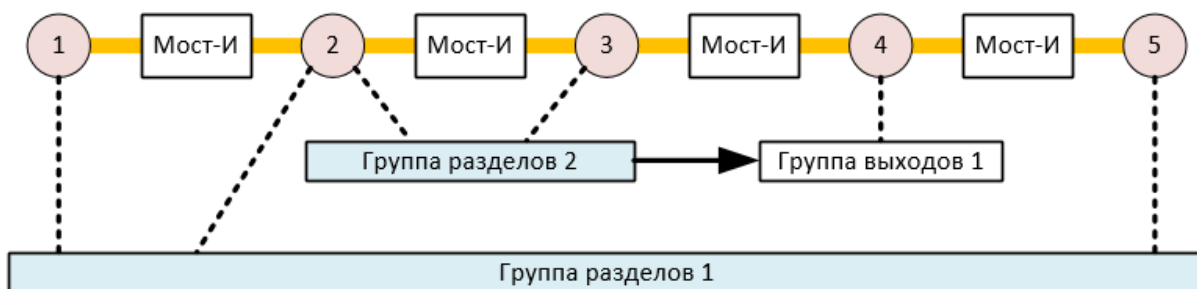 1 Мост-И 2 Мост-И 3 Мост-И 4 Мост-И 5
Группа разделов 2 Группа выходов 1
Группа разделов 1